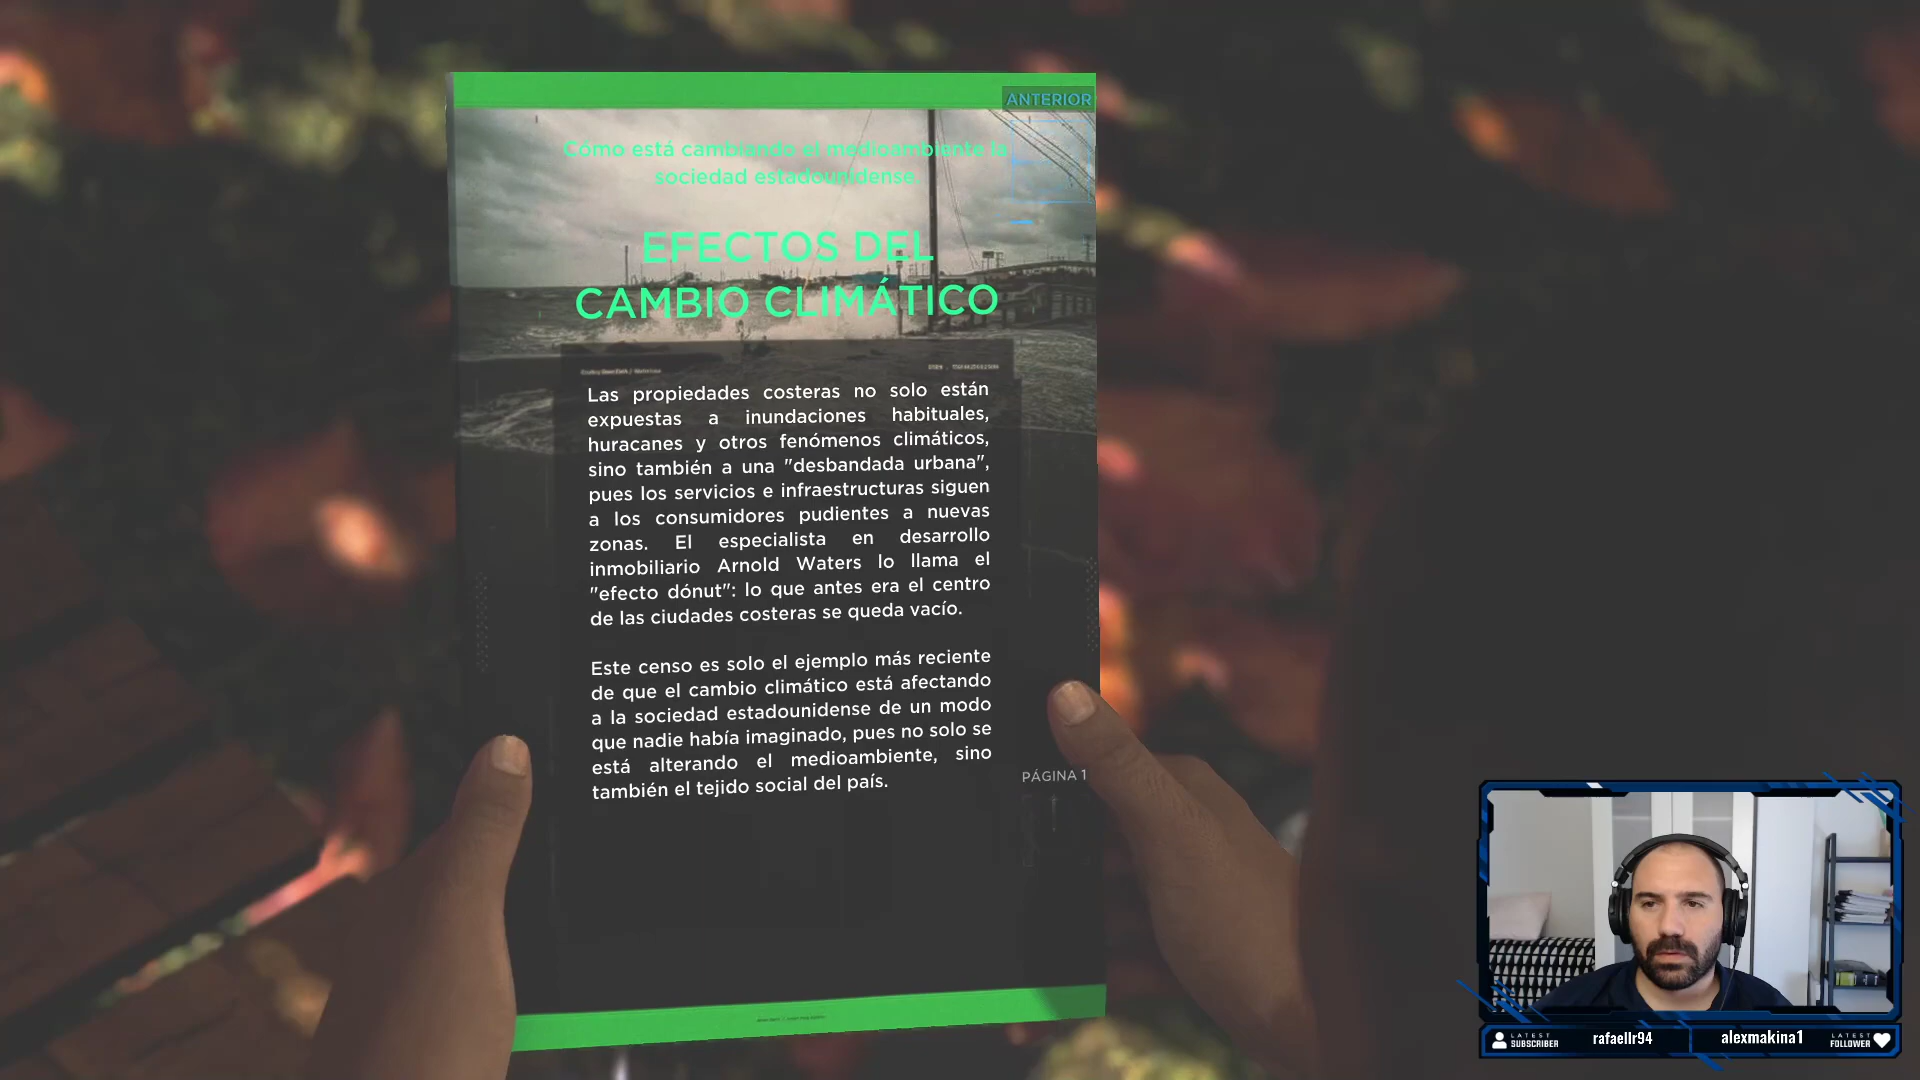 ANTERIOR
Cómo está cambiando el medioambiente la
sociedad estadounidense.
EFECTOS DEL
CAMBIO CLIMÁTICO
Las propiedades costeras no solo están
expuestas a inundaciones habituales,
huracanes y otros fenómenos climáticos,
sino también a una "desbandada urbana",
pues los servicios e infraestructuras siguen
a los consumidores pudientes a nuevas
zonas. El especialista en desarrollo
inmobiliario Arnold Waters lo llama el
"efecto dónut": lo que antes era el centro
de las ciudades costeras se queda vacío.
Este censo es solo el ejemplo más reciente
de que el cambio climático está afectando
a la sociedad estadounidense de un modo
que nadie había imaginado, pues no solo se
está alterando el medioambiente, sino
también el tejido social del país.
PÁGINA 1
LATEST
SUBSCRIBER
rafaellr94
alexmakina1
LATEST
FOLLOWER